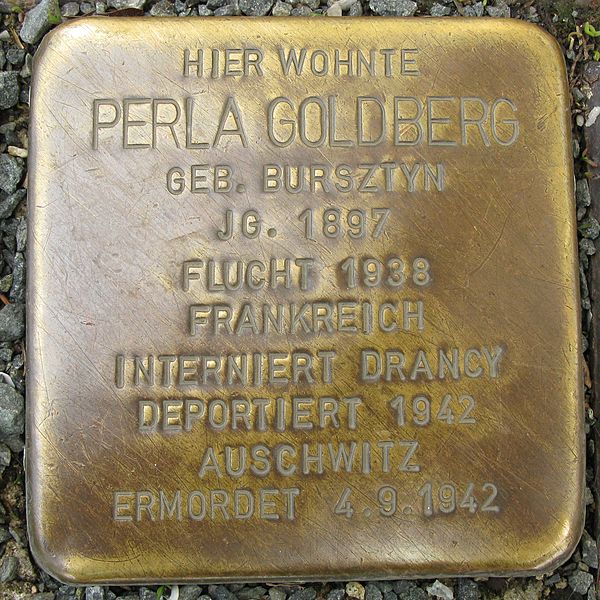 HIER WOHNTE
PERLA GOLDBERG
GEB. BURSZTYN
JG. 1897
FLUCHT 1938
FRANKREICH
INTERNIERT DRANCY
DEPORTIERT 1942
AUSCHWITZ
ERMORDET 4.9.1942